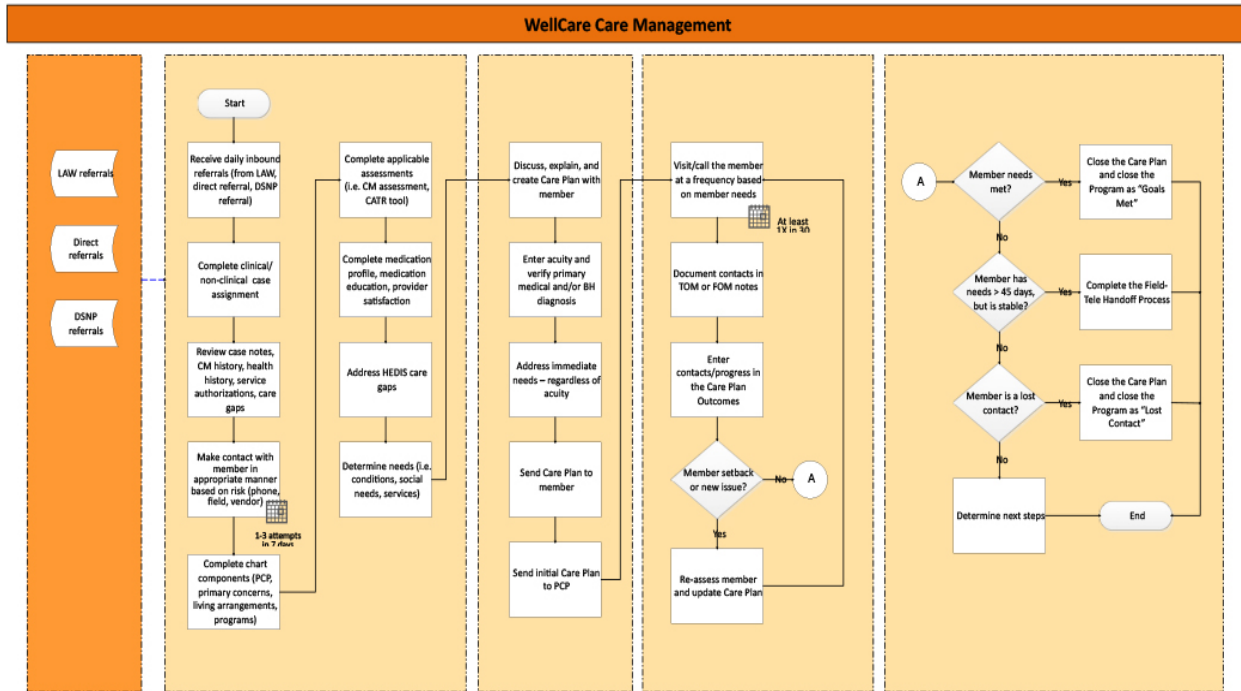 WellCare Care Management
LAW referrals
Direct
referrals
DSNP
referrals
Start
Receive daily inbound
referrals (from LAW,
direct referral, DSNP
referral)
Complete clinical/
non-clinical case
assignment
Review case notes,
CM history, health
history, service
authorizations, care
gaps
Make contact with
member in
appropriate manner
based on risk (phone,
field, vendor)
1-3 attempts
in 7 days
Complete chart
components (PCP,
primary concerns,
living arrangements,
programs)
Complete applicable
assessments
(i.e. CM assessment,
CATR tool)
Complete medication
profile, medication
education, provider
satisfaction
Address HEDIS care
gaps
Determine needs (i.e.
conditions, social
needs, services)
Discuss, explain, and
create Care Plan with
member
Enter acuity and
verify primary
medical and/or BH
diagnosis
Address immediate
needs – regardless of
acuity
Send Care Plan to
member
Send initial Care Plan
to PCP
Visit/call the member
at a frequency based
on member needs
At least
1X in 30
Document contacts in
TOM or FOM notes
Enter
contacts/progress in
the Care Plan
Outcomes
Member setback
or new issue?
No
A
Yes
Re-assess member
and update Care Plan
A
Member needs
met?
Yes
Close the Care Plan
and close the
Program as “Goals
Met”
No
Member has
needs > 45 days,
but is stable?
Yes
Complete the Field-
Tele Handoff Process
No
Member is a lost
contact?
Yes
Close the Care Plan
and close the
Program as “Lost
Contact”
No
Determine next steps
End